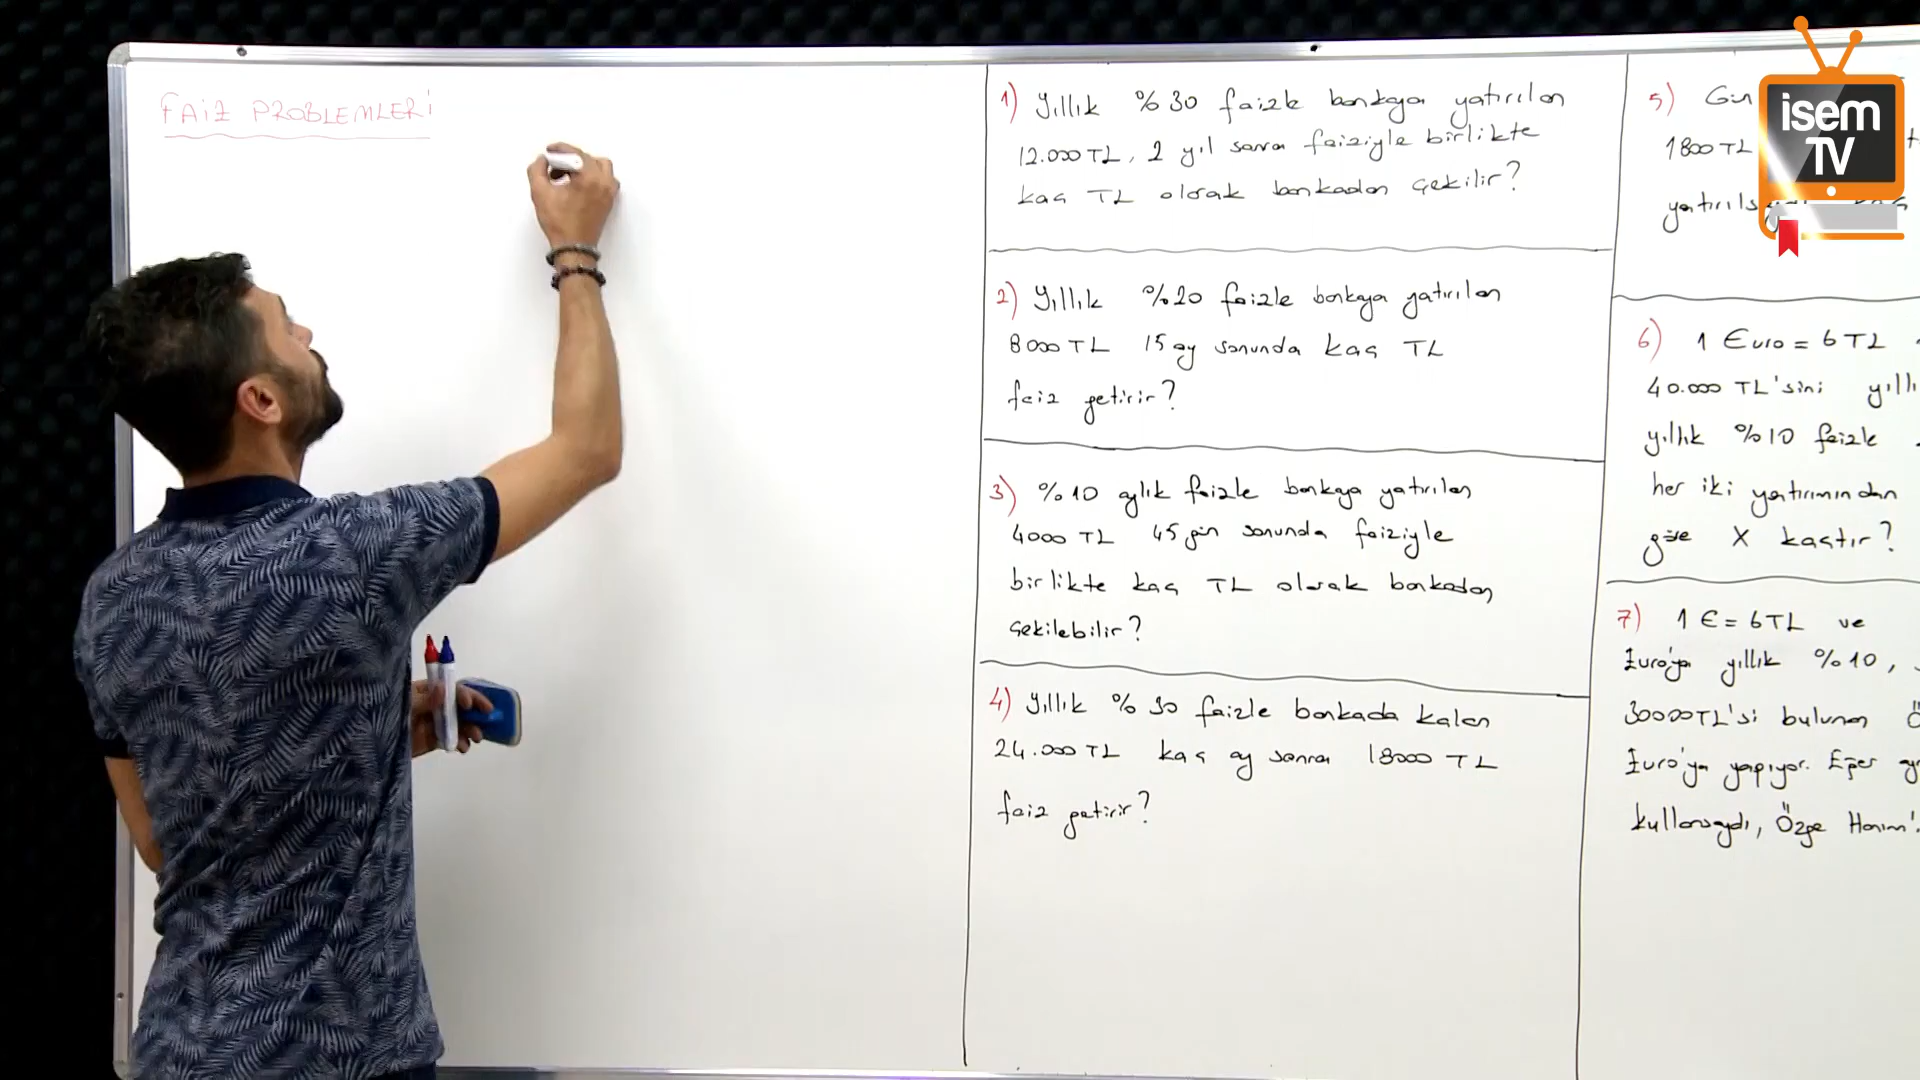 FAİZ PROBLEMLERİ
1) Yıllık %30 faizle bankaya yatırılan
12.000 TL, 2 yıl sonra faiziyle birlikte
kaç TL olarak bankadan çekilir?
2) Yıllık %20 faizle bankaya yatırılan
8000 TL 15 ay sonunda kaç TL
faiz getirir?
3) %10 aylık faizle bankaya yatırılan
4000 TL 45 gün sonunda faiziyle
birlikte kaç TL olarak bankadan
çekilebilir?
4) Yıllık %30 faizle bankada kalan
24.000 TL kaç ay sonra 18000 TL
faiz getirir?
5) Gün
1800 TL
6) 1 Euro = 6 TL
40.000 TL'sini
yıllık %10 faizle
her iki yatırımından
göre X kaçtır?
7) 1 € = 6 TL ve
Euro'ya yıllık %10,
30000TL'si bulunan
Euro'ya yapıyor. Eğer
kullansaydı, Özge Hanım'
isem
TV